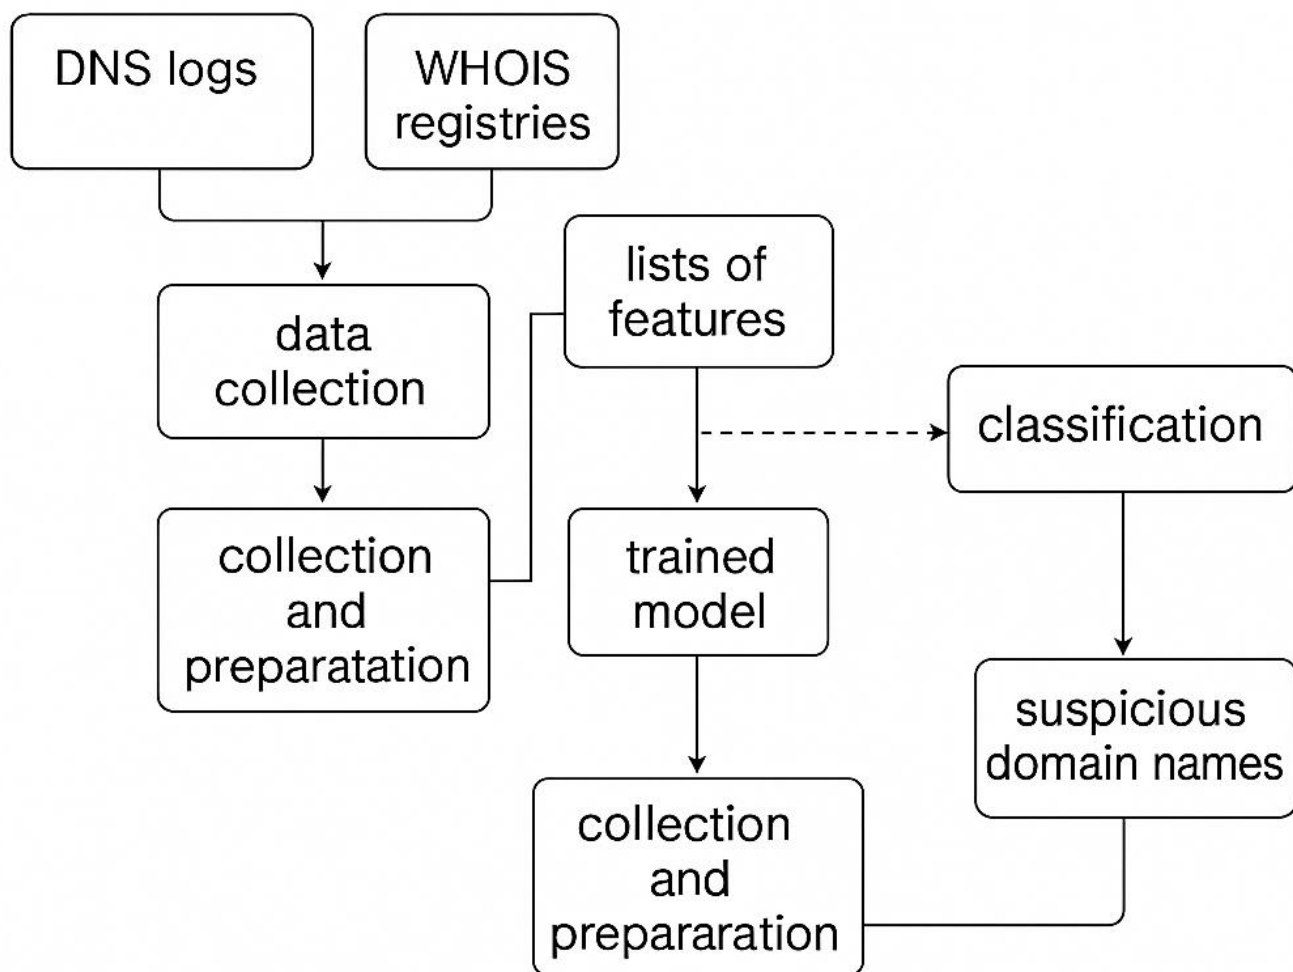 DNS logs
WHOIS
registries
data
collection
collection
and
preparatation
lists of
features
trained
model
collection
and
prepararation
classification
suspicious
domain names